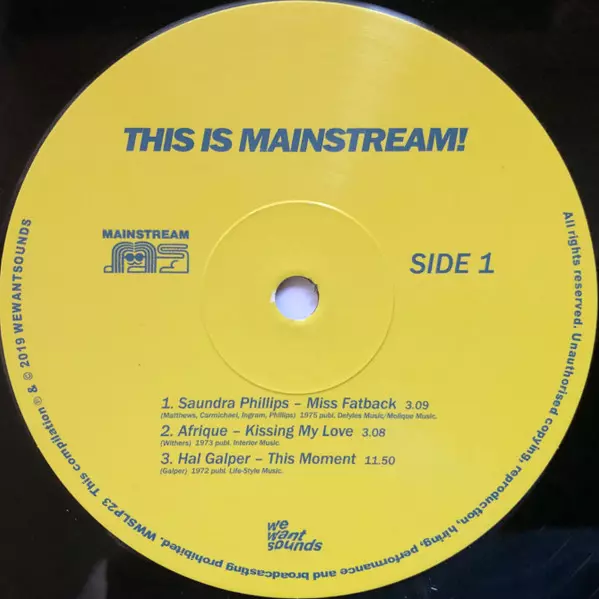 THIS IS MAINSTREAM!
MAINSTREAM
ms
SIDE 1
1. Saundra Phillips – Miss Fatback 3.09
(Matthews, Carmichael, Ingram, Phillips) 1975 publ. Defyles Music/Molique Music.
2. Afrique – Kissing My Love 3.08
(Withers) 1973 publ. Interior Music.
3. Hal Galper – This Moment 11.50
(Galper) 1972 publ. Life-Style Music.
we
want
sounds
All rights reserved. Unauthorised copying, reproduction, hiring, performance and broadcasting prohibited. WWSLP23 This compilation ℗ & © 2019 WEWANTSOUNDS